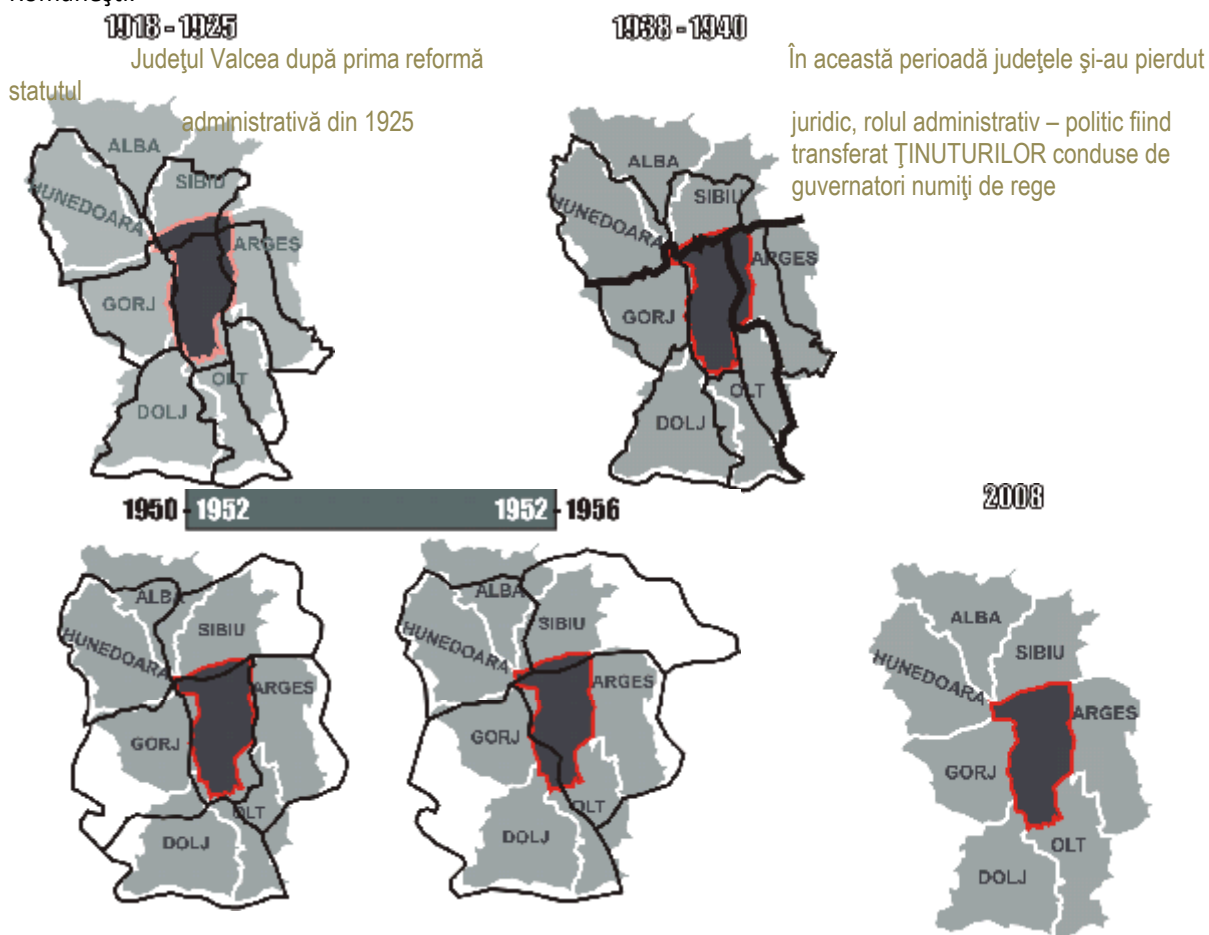 1918 - 1925
1938 - 1940
Judeţul Valcea după prima reformă
În această perioadă judeţele şi-au pierdut
statutul
administrativă din 1925
juridic, rolul administrativ – politic fiind
transferat ŢINUTURILOR conduse de
guvernatori numiţi de rege
ALBA
SIBIU
HUNEDOARA
ARGES
GORJ
OLT
DOLJ
ALBA
SIBIU
HUNEDOARA
ARGES
GORJ
OLT
DOLJ
1950 - 1952
1952 - 1956
2008
ALBA
SIBIU
HUNEDOARA
ARGES
GORJ
OLT
DOLJ
ALBA
SIBIU
HUNEDOARA
ARGES
GORJ
OLT
DOLJ
ALBA
SIBIU
HUNEDOARA
ARGES
GORJ
OLT
DOLJ